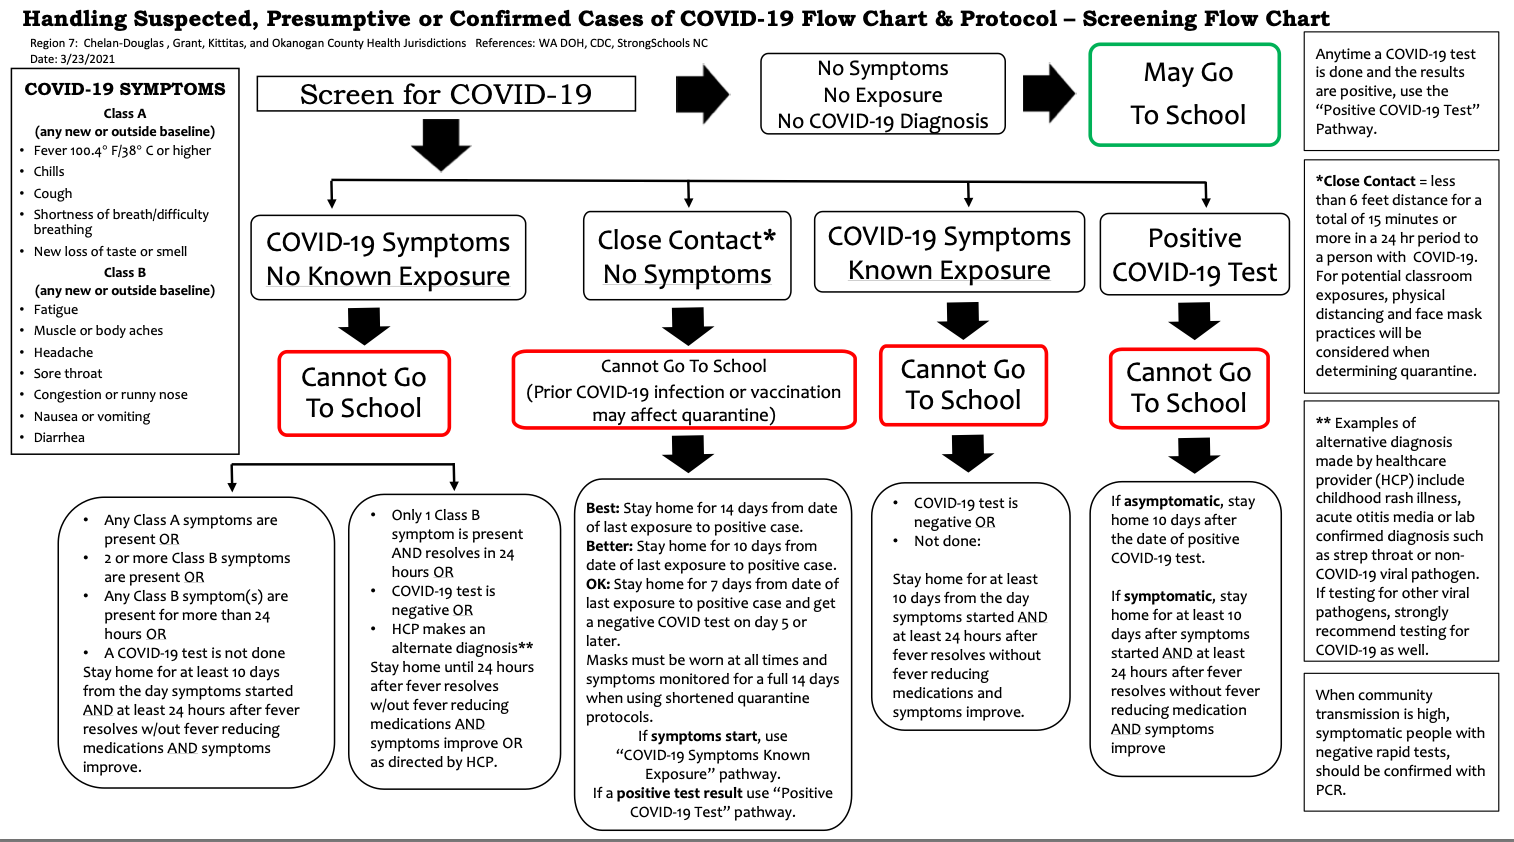 Handling Suspected, Presumptive or Confirmed Cases of COVID-19 Flow Chart & Protocol – Screening Flow Chart
Region 7: Chelan-Douglas , Grant, Kittitas, and Okanogan County Health Jurisdictions References: WA DOH, CDC, StrongSchools NC
Date: 3/23/2021
COVID-19 SYMPTOMS
Class A
(any new or outside baseline)
• Fever 100.4° F/38° C or higher
• Chills
• Cough
• Shortness of breath/difficulty
breathing
• New loss of taste or smell
Class B
(any new or outside baseline)
• Fatigue
• Muscle or body aches
• Headache
• Sore throat
• Congestion or runny nose
• Nausea or vomiting
• Diarrhea
Screen for COVID-19
No Symptoms
No Exposure
No COVID-19 Diagnosis
May Go
To School
COVID-19 Symptoms
No Known Exposure
Cannot Go
To School
• Any Class A symptoms are
present OR
• 2 or more Class B symptoms
are present OR
• Any Class B symptom(s) are
present for more than 24
hours OR
• A COVID-19 test is not done
Stay home for at least 10 days
from the day symptoms started
AND at least 24 hours after fever
resolves w/out fever reducing
medications AND symptoms
improve.
• Only 1 Class B
symptom is present
AND resolves in 24
hours OR
• COVID-19 test is
negative OR
• HCP makes an
alternate diagnosis**
Stay home until 24 hours
after fever resolves
w/out fever reducing
medications AND
symptoms improve OR
as directed by HCP.
Close Contact*
No Symptoms
Cannot Go To School
(Prior COVID-19 infection or vaccination
may affect quarantine)
Best: Stay home for 14 days from date
of last exposure to positive case.
Better: Stay home for 10 days from
date of last exposure to positive case.
OK: Stay home for 7 days from date of
last exposure to positive case and get
a negative COVID test on day 5 or
later.
Masks must be worn at all times and
symptoms monitored for a full 14 days
when using shortened quarantine
protocols.
If symptoms start, use
“COVID-19 Symptoms Known
Exposure” pathway.
If a positive test result use “Positive
COVID-19 Test” pathway.
COVID-19 Symptoms
Known Exposure
Cannot Go
To School
• COVID-19 test is
negative OR
• Not done:
Stay home for at least
10 days from the day
symptoms started AND
at least 24 hours after
fever resolves without
fever reducing
medications and
symptoms improve.
Positive
COVID-19 Test
Cannot Go
To School
If asymptomatic, stay
home 10 days after
the date of positive
COVID-19 test.
If symptomatic, stay
home for at least 10
days after symptoms
started AND at least
24 hours after fever
resolves without fever
reducing medication
AND symptoms
improve
Anytime a COVID-19 test
is done and the results
are positive, use the
“Positive COVID-19 Test”
Pathway.
*Close Contact = less
than 6 feet distance for a
total of 15 minutes or
more in a 24 hr period to
a person with COVID-19.
For potential classroom
exposures, physical
distancing and face mask
practices will be
considered when
determining quarantine.
** Examples of
alternative diagnosis
made by healthcare
provider (HCP) include
childhood rash illness,
acute otitis media or lab
confirmed diagnosis such
as strep throat or non-
COVID-19 viral pathogen.
If testing for other viral
pathogens, strongly
recommend testing for
COVID-19 as well.
When community
transmission is high,
symptomatic people with
negative rapid tests,
should be confirmed with
PCR.